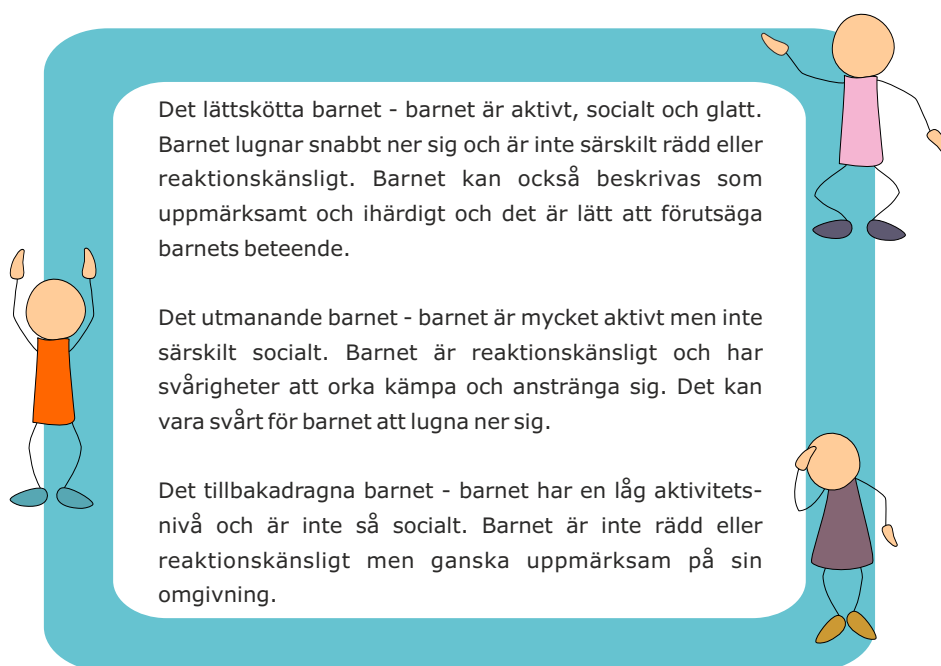 Det lättskötta barnet - barnet är aktivt, socialt och glatt.
Barnet lugnar snabbt ner sig och är inte särskilt rädd eller
reaktionskänsligt. Barnet kan också beskrivas som
uppmärksamt och ihärdigt och det är lätt att förutsäga
barnets beteende.
Det utmanande barnet - barnet är mycket aktivt men inte
särskilt socialt. Barnet är reaktionskänsligt och har
svårigheter att orka kämpa och anstränga sig. Det kan
vara svårt för barnet att lugna ner sig.
Det tillbakadragna barnet - barnet har en låg aktivitets-
nivå och är inte så socialt. Barnet är inte rädd eller
reaktionskänsligt men ganska uppmärksam på sin
omgivning.